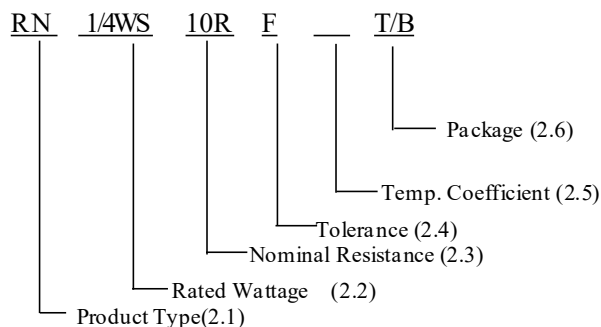 RN 1/4WS 10R F T/B
Package (2.6)
Temp. Coefficient (2.5)
Tolerance (2.4)
Nominal Resistance (2.3)
Rated Wattage (2.2)
Product Type(2.1)